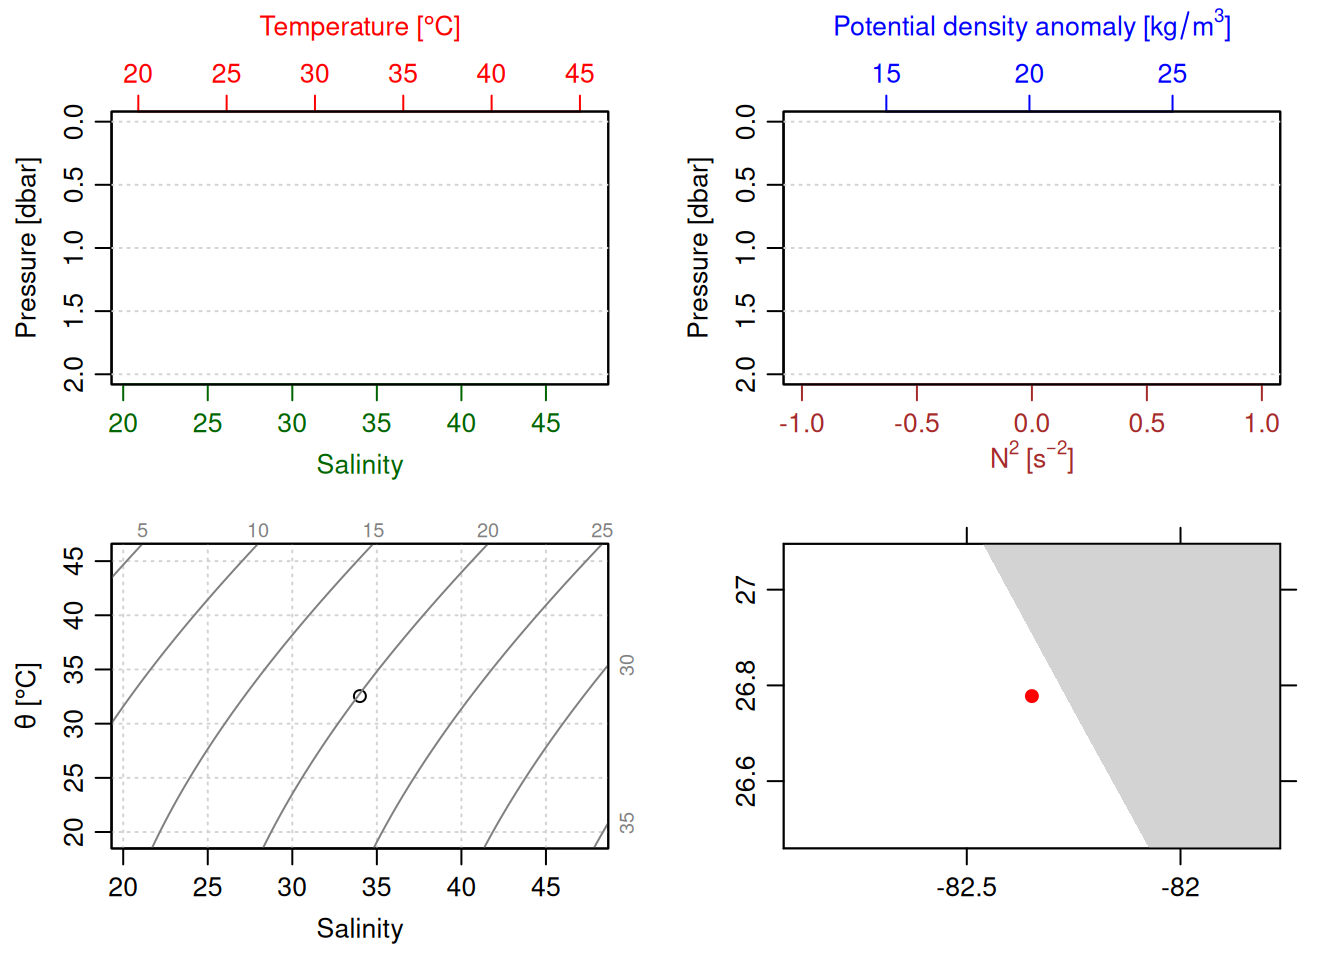 Temperature [°C]
20 25 30 35 40 45
Pressure [dbar]
0.0
0.5
1.0
1.5
2.0
20 25 30 35 40 45
Salinity
Potential density anomaly [kg/m³]
15 20 25
Pressure [dbar]
0.0
0.5
1.0
1.5
2.0
-1.0 -0.5 0.0 0.5 1.0
N² [s⁻²]
5 10 15 20 25
30
35
θ [°C]
45
40
35
30
25
20
20 25 30 35 40 45
Salinity
27
26.8
26.6
-82.5 -82